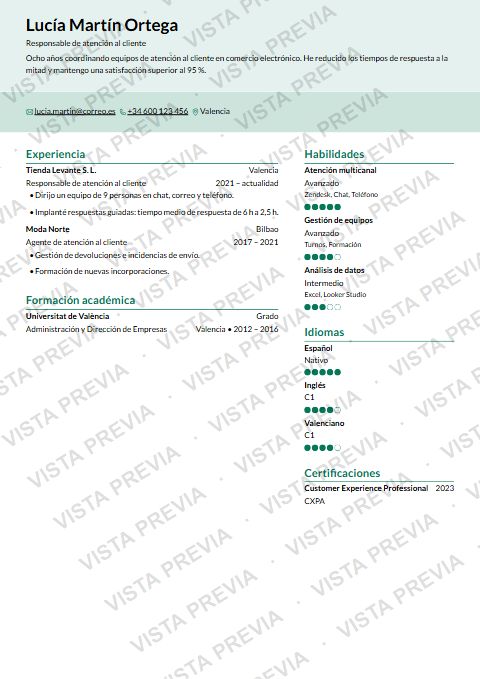 Lucía Martín Ortega
Responsable de atención al cliente
Ocho años coordinando equipos de atención al cliente en comercio electrónico. He reducido los tiempos de respuesta a la
mitad y mantengo una satisfacción superior al 95 %.
lucia.martin@correo.es +34 600 123 456 Valencia
Experiencia
Tienda Levante S. L. Valencia
Responsable de atención al cliente 2021 – actualidad
• Dirijo un equipo de 9 personas en chat, correo y teléfono.
• Implanté respuestas guiadas: tiempo medio de respuesta de 6 h a 2,5 h.
Moda Norte Bilbao
Agente de atención al cliente 2017 – 2021
• Gestión de devoluciones e incidencias de envío.
• Formación de nuevas incorporaciones.
Formación académica
Universitat de València Grado
Administración y Dirección de Empresas Valencia • 2012 – 2016
Habilidades
Atención multicanal
Avanzado
Zendesk, Chat, Teléfono
Gestión de equipos
Avanzado
Turnos, Formación
Análisis de datos
Intermedio
Excel, Looker Studio
Idiomas
Español
Nativo
Inglés
C1
Valenciano
C1
Certificaciones
Customer Experience Professional 2023
CXPA
VISTA PREVIA · VISTA PREVIA · VISTA PREVIA